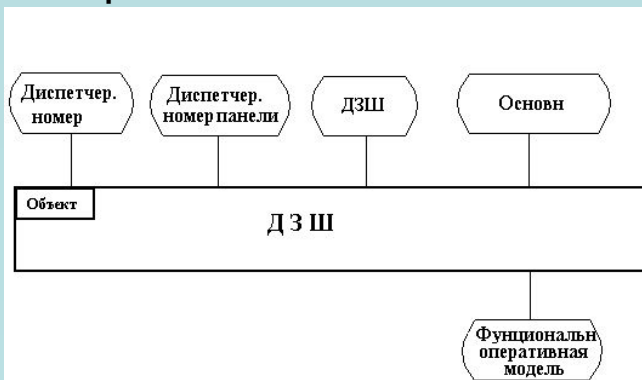 Диспетчер.
номер
Диспетчер.
номер панели
ДЗШ
Основн
Объект
Д З Ш
Фунциональн
оперативная
модель